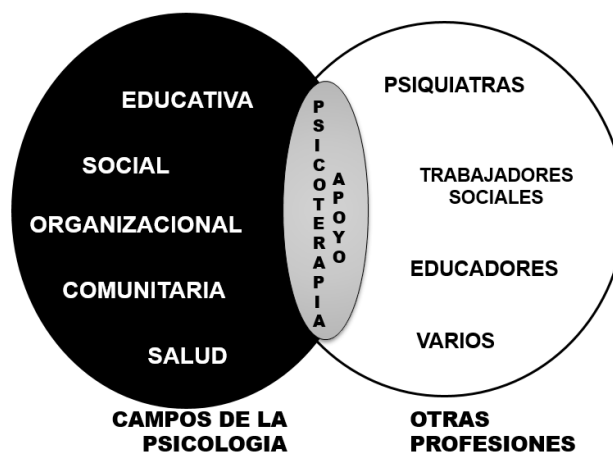 EDUCATIVA
SOCIAL
ORGANIZACIONAL
COMUNITARIA
SALUD
PSICOTERAPIA
APOYO
PSIQUIATRAS
TRABAJADORES
SOCIALES
EDUCADORES
VARIOS
CAMPOS DE LA
PSICOLOGIA
OTRAS
PROFESIONES